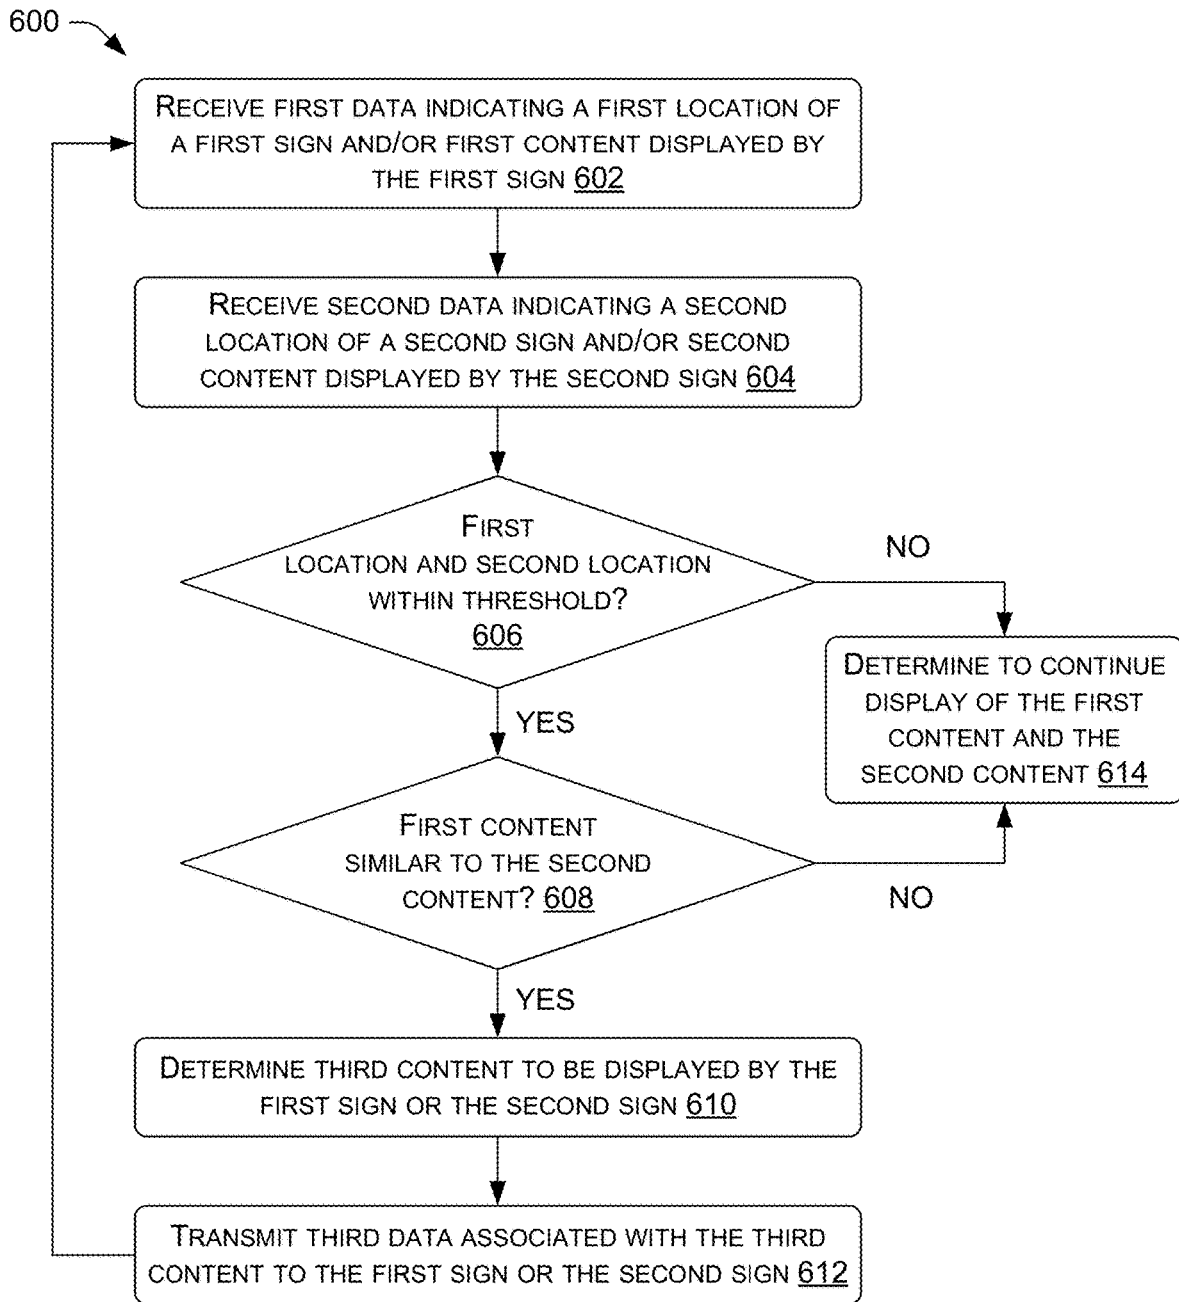 600
RECEIVE FIRST DATA INDICATING A FIRST LOCATION OF
A FIRST SIGN AND/OR FIRST CONTENT DISPLAYED BY
THE FIRST SIGN 602
RECEIVE SECOND DATA INDICATING A SECOND
LOCATION OF A SECOND SIGN AND/OR SECOND
CONTENT DISPLAYED BY THE SECOND SIGN 604
FIRST
LOCATION AND SECOND LOCATION
WITHIN THRESHOLD?
606
NO
YES
DETERMINE TO CONTINUE
DISPLAY OF THE FIRST
CONTENT AND THE
SECOND CONTENT 614
FIRST CONTENT
SIMILAR TO THE SECOND
CONTENT? 608
NO
YES
DETERMINE THIRD CONTENT TO BE DISPLAYED BY THE
FIRST SIGN OR THE SECOND SIGN 610
TRANSMIT THIRD DATA ASSOCIATED WITH THE THIRD
CONTENT TO THE FIRST SIGN OR THE SECOND SIGN 612